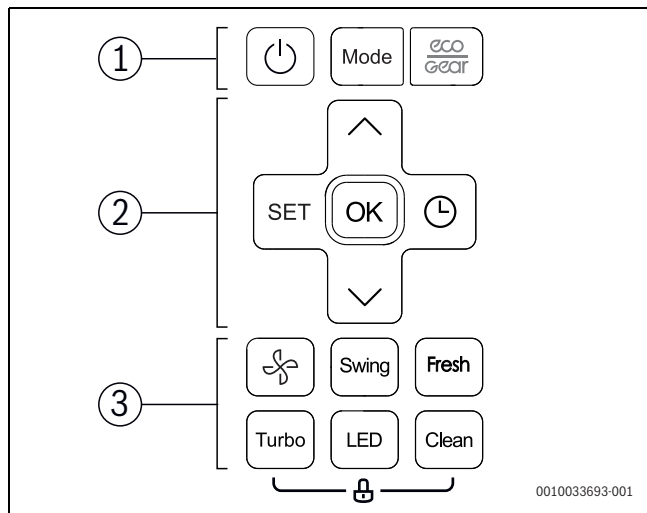 1
Mode
eco
Gear
2
SET
OK
3
Swing
Fresh
Turbo
LED
Clean
0010033693-001